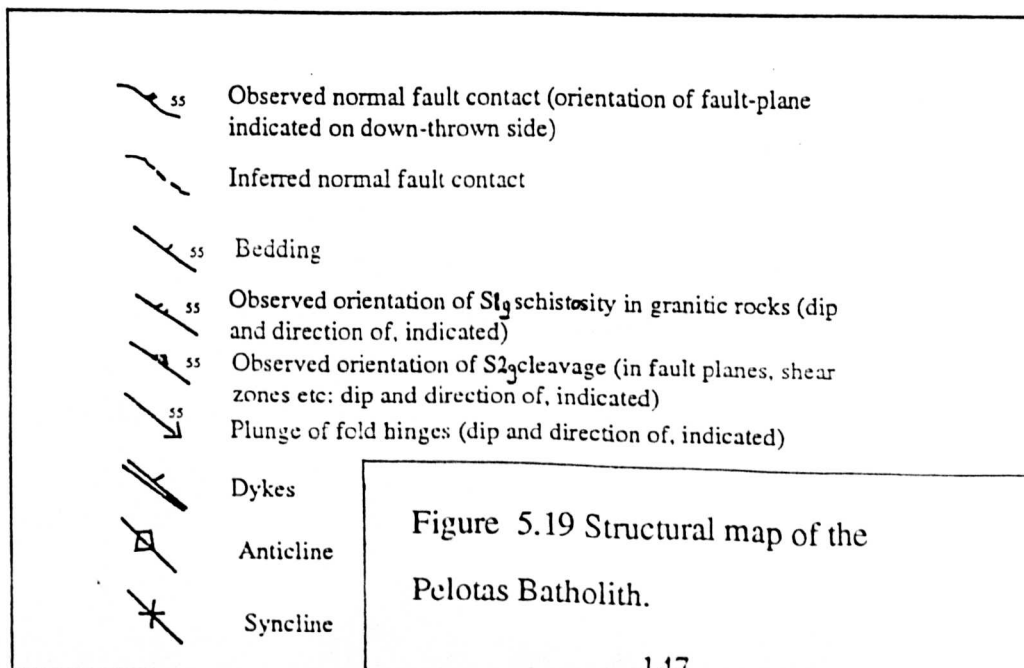 55 Observed normal fault contact (orientation of fault-plane
indicated on down-thrown side)
Inferred normal fault contact
55 Bedding
55 Observed orientation of S1g schistosity in granitic rocks (dip
and direction of, indicated)
55 Observed orientation of S2g cleavage (in fault planes, shear
zones etc: dip and direction of, indicated)
55 Plunge of fold hinges (dip and direction of, indicated)
Dykes
Anticline
Syncline
Figure 5.19 Structural map of the
Pelotas Batholith.